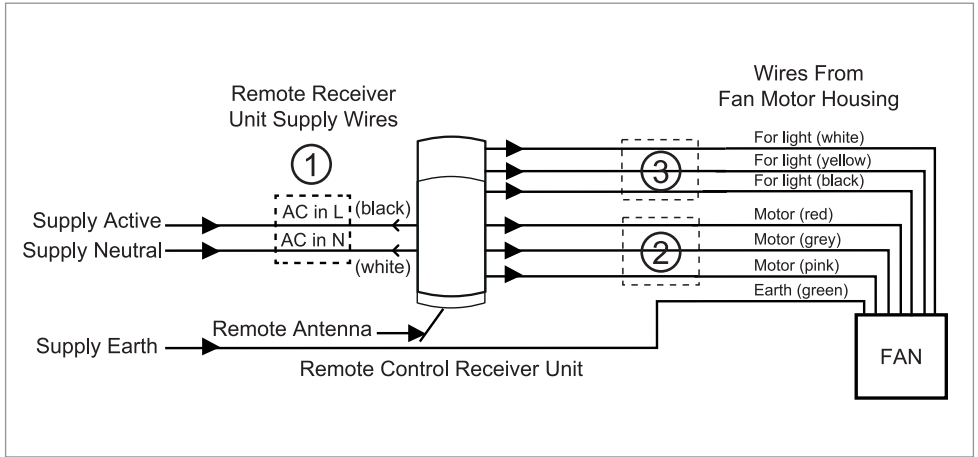 Wires From
Fan Motor Housing
Remote Receiver
Unit Supply Wires
1
For light (white)
For light (yellow)
For light (black)
3
AC in L (black)
Supply Active
AC in N
Supply Neutral
(white)
Motor (red)
Motor (grey)
Motor (pink)
2
Earth (green)
Remote Antenna
Supply Earth
Remote Control Receiver Unit
FAN